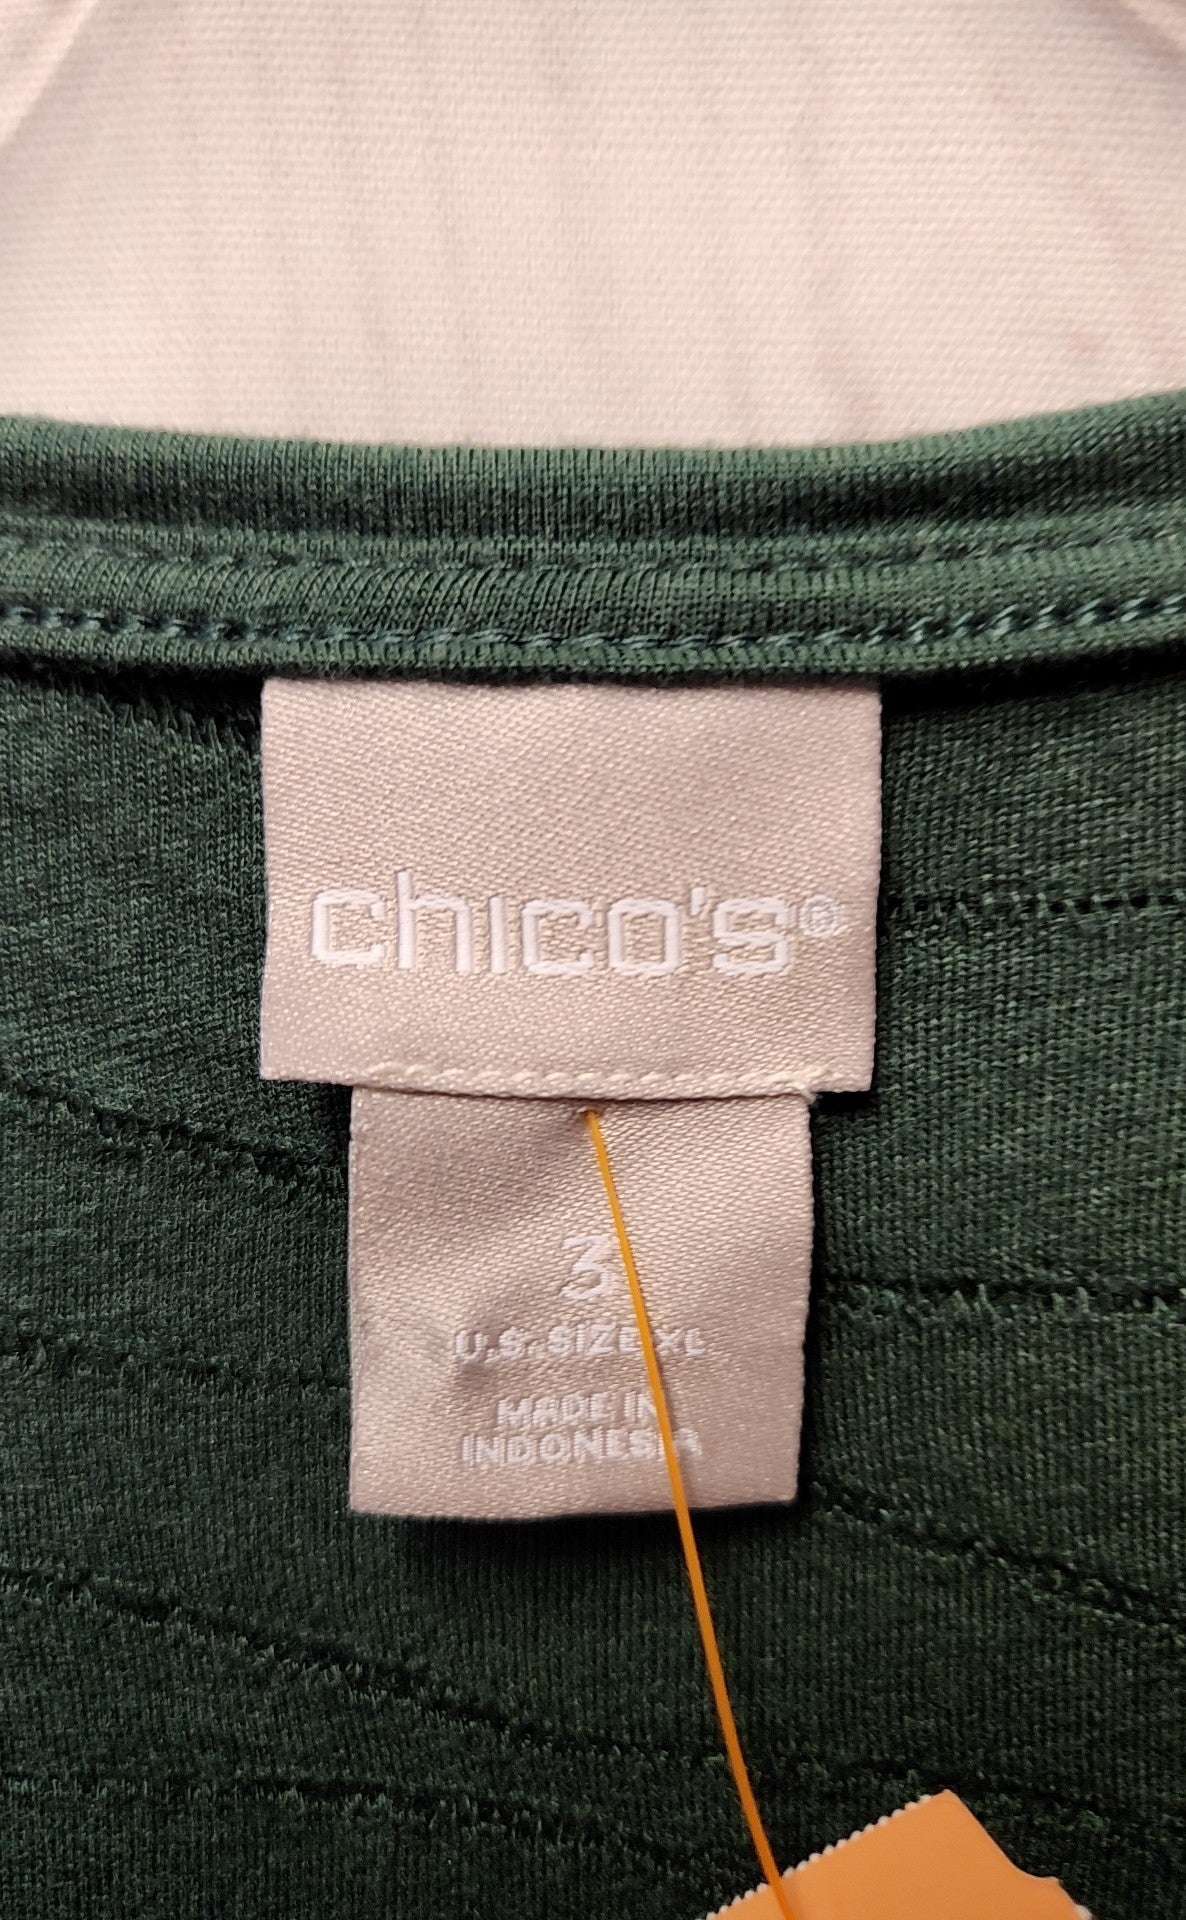 chico's®
3
U.S. SIZE XL
MADE IN
INDONESIA